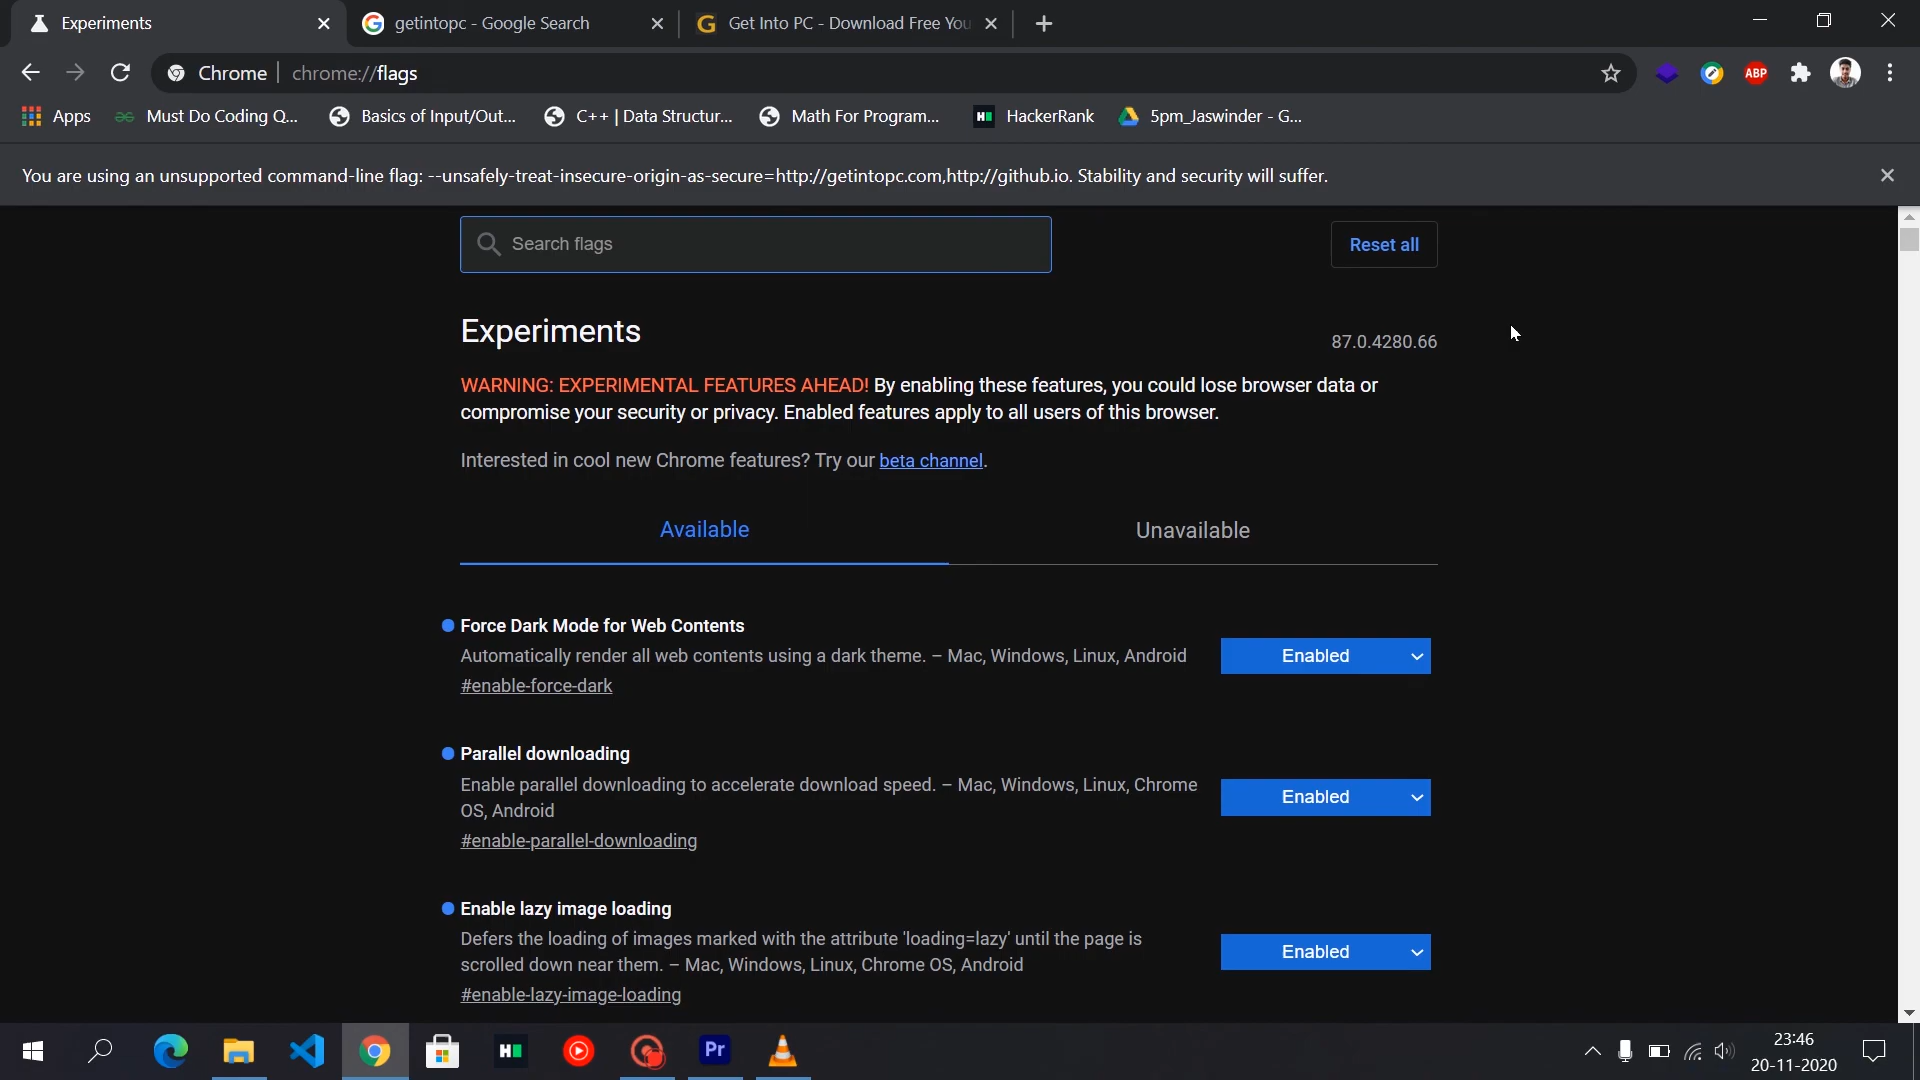 Experiments
getintopc - Google Search
Get Into PC - Download Free You
Chrome
chrome://flags
ABP
Apps
Must Do Coding Q...
Basics of Input/Out...
C++ | Data Structur...
Math For Program...
HackerRank
5pm_Jaswinder - G...
You are using an unsupported command-line flag: --unsafely-treat-insecure-origin-as-secure=http://getintopc.com,http://github.io. Stability and security will suffer.
Search flags
Reset all
Experiments
87.0.4280.66
WARNING: EXPERIMENTAL FEATURES AHEAD! By enabling these features, you could lose browser data or
compromise your security or privacy. Enabled features apply to all users of this browser.
Interested in cool new Chrome features? Try our beta channel.
Available
Unavailable
Force Dark Mode for Web Contents
Automatically render all web contents using a dark theme. – Mac, Windows, Linux, Android
#enable-force-dark
Enabled
Parallel downloading
Enable parallel downloading to accelerate download speed. – Mac, Windows, Linux, Chrome
OS, Android
#enable-parallel-downloading
Enabled
Enable lazy image loading
Defers the loading of images marked with the attribute 'loading=lazy' until the page is
scrolled down near them. – Mac, Windows, Linux, Chrome OS, Android
#enable-lazy-image-loading
Enabled
Pr
23:46
20-11-2020